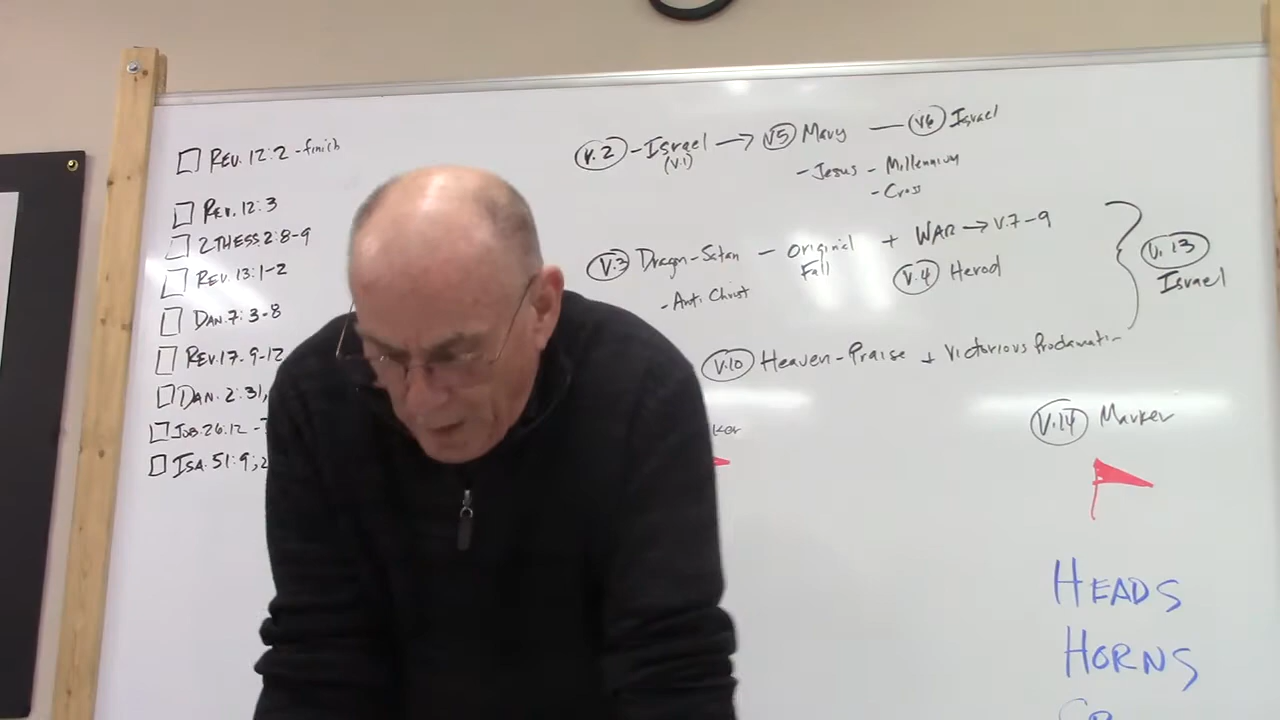 □ REV. 12:2 -finish
□ REV. 12:3
□ 2THESS.2:8-9
□ REV. 13:1-2
□ DAN. 7:3-8
□ REV. 17. 9-12
□ DAN. 2:31,
□ JOB. 26.12 -
□ ISA. 51:9;2
V.2 - Israel → V5 Mary — V6 Israel
(V.1)
- Jesus - Millennium
- Cross
V.3 Dragon-Satan - Original Fall + WAR → V.7-9
- Anti Christ
V.4 Herod
V.13
Israel
V.10 Heaven-Praise + Victorious Proclamation
V.14 Marker
HEADS
HORNS